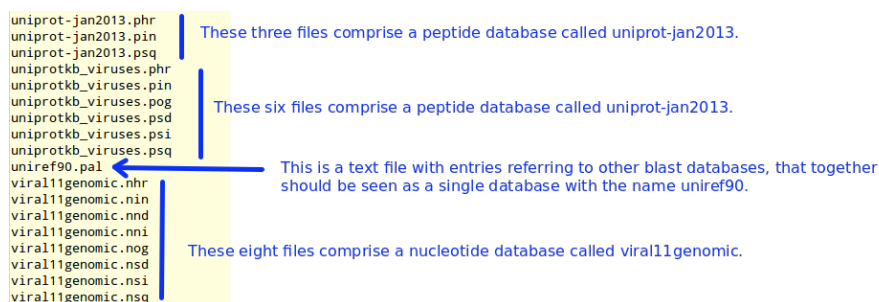 uniprot-jan2013.phr
uniprot-jan2013.pin
uniprot-jan2013.psq
These three files comprise a peptide database called uniprot-jan2013.
uniprotkb_viruses.phr
uniprotkb_viruses.pin
uniprotkb_viruses.pog
uniprotkb_viruses.psd
uniprotkb_viruses.psi
uniprotkb_viruses.psq
These six files comprise a peptide database called uniprot-jan2013.
uniref90.pal
This is a text file with entries referring to other blast databases, that together
should be seen as a single database with the name uniref90.
viral11genomic.nhr
viral11genomic.nin
viral11genomic.nnd
viral11genomic.nni
viral11genomic.nog
viral11genomic.nsd
viral11genomic.nsi
viral11genomic.nsq
These eight files comprise a nucleotide database called viral11genomic.